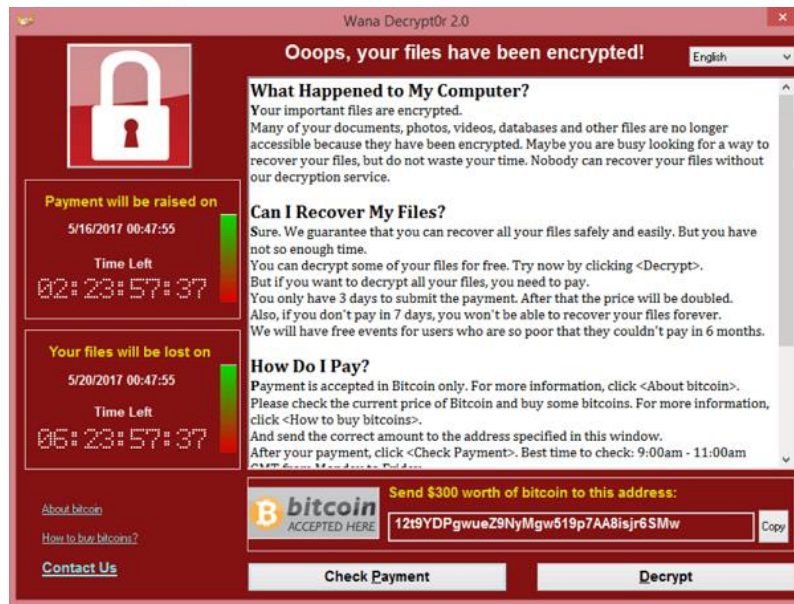 Wana Decrypt0r 2.0
Ooops, your files have been encrypted!
English
Payment will be raised on
5/16/2017 00:47:55
Time Left
02:23:57:37
Your files will be lost on
5/20/2017 00:47:55
Time Left
06:23:57:37
About bitcoin
How to buy bitcoins?
Contact Us
What Happened to My Computer?
Your important files are encrypted.
Many of your documents, photos, videos, databases and other files are no longer
accessible because they have been encrypted. Maybe you are busy looking for a way to
recover your files, but do not waste your time. Nobody can recover your files without
our decryption service.
Can I Recover My Files?
Sure. We guarantee that you can recover all your files safely and easily. But you have
not so enough time.
You can decrypt some of your files for free. Try now by clicking <Decrypt>.
But if you want to decrypt all your files, you need to pay.
You only have 3 days to submit the payment. After that the price will be doubled.
Also, if you don't pay in 7 days, you won't be able to recover your files forever.
We will have free events for users who are so poor that they couldn't pay in 6 months.
How Do I Pay?
Payment is accepted in Bitcoin only. For more information, click <About bitcoin>.
Please check the current price of Bitcoin and buy some bitcoins. For more information,
click <How to buy bitcoins>.
And send the correct amount to the address specified in this window.
After your payment, click <Check Payment>. Best time to check: 9:00am - 11:00am
GMT from Monday to Friday.
bitcoin
ACCEPTED HERE
Send $300 worth of bitcoin to this address:
12t9YDPgwueZ9NyMgw519p7AA8isjr6SMw
Copy
Check Payment
Decrypt